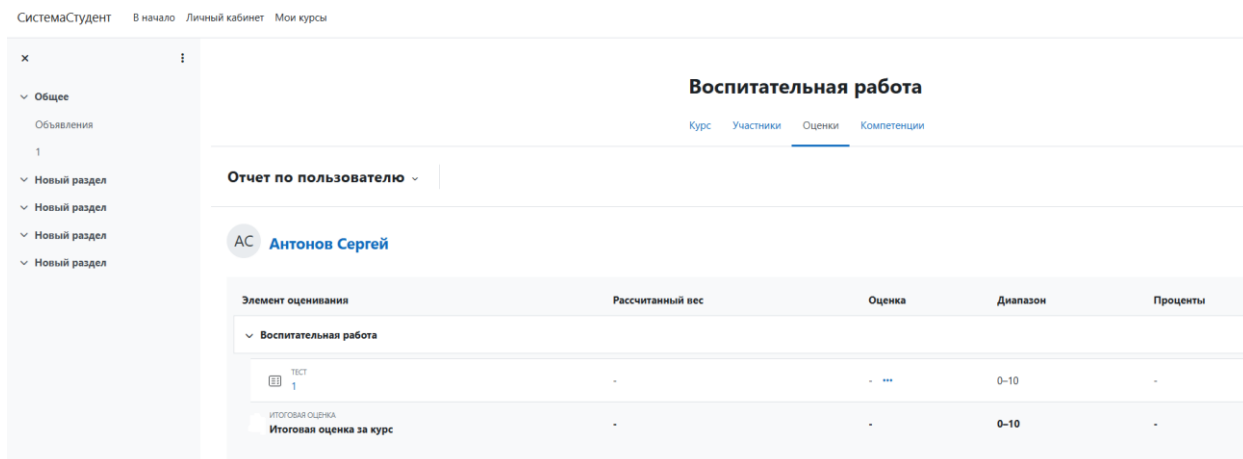 СистемаСтудент В начало Личный кабинет Мои курсы
×
Общее
Объявления
1
Новый раздел
Новый раздел
Новый раздел
Новый раздел
Воспитательная работа
Курс Участники Оценки Компетенции
Отчет по пользователю
АС Антонов Сергей
Элемент оценивания Рассчитанный вес Оценка Диапазон Проценты
Воспитательная работа
ТЕСТ
1 - - ••• 0–10 -
ИТОГОВАЯ ОЦЕНКА
Итоговая оценка за курс - - 0–10 -